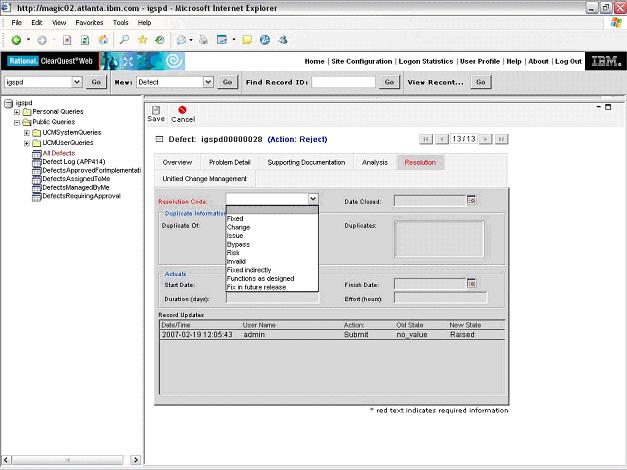 http://magic02.atlanta.ibm.com - igspd - Microsoft Internet Explorer
File Edit View Favorites Tools Help
Back Search Favorites
Rational. ClearQuest® Web
Home | Site Configuration | Logon Statistics | User Profile | Help | About | Log Out IBM.
igspd Go New: Defect Go Find Record ID: Go View Recent... Go
igspd
Personal Queries
Public Queries
UCMSystemQueries
UCMUserQueries
All Defects
Defect Log (APP414)
DefectsApprovedForImplementati
DefectsAssignedToMe
DefectsManagedByMe
DefectsRequiringApproval
Save Cancel
Defect: igspd00000028 (Action: Reject) 13/13
Overview Problem Detail Supporting Documentation Analysis Resolution
Unified Change Management
Resolution Code: Date Closed:
Duplicate Information
Duplicate Of: Duplicates:
Fixed
Change
Issue
Bypass
Risk
Invalid
Fixed indirectly
Functions as designed
Fix in future release
Actuals
Start Date: Finish Date:
Duration (days): Effort (hours):
Record Updates
Date/Time User Name Action: Old State New State
2007-02-19 12:05:43 admin Submit no_value Raised
* red text indicates required information